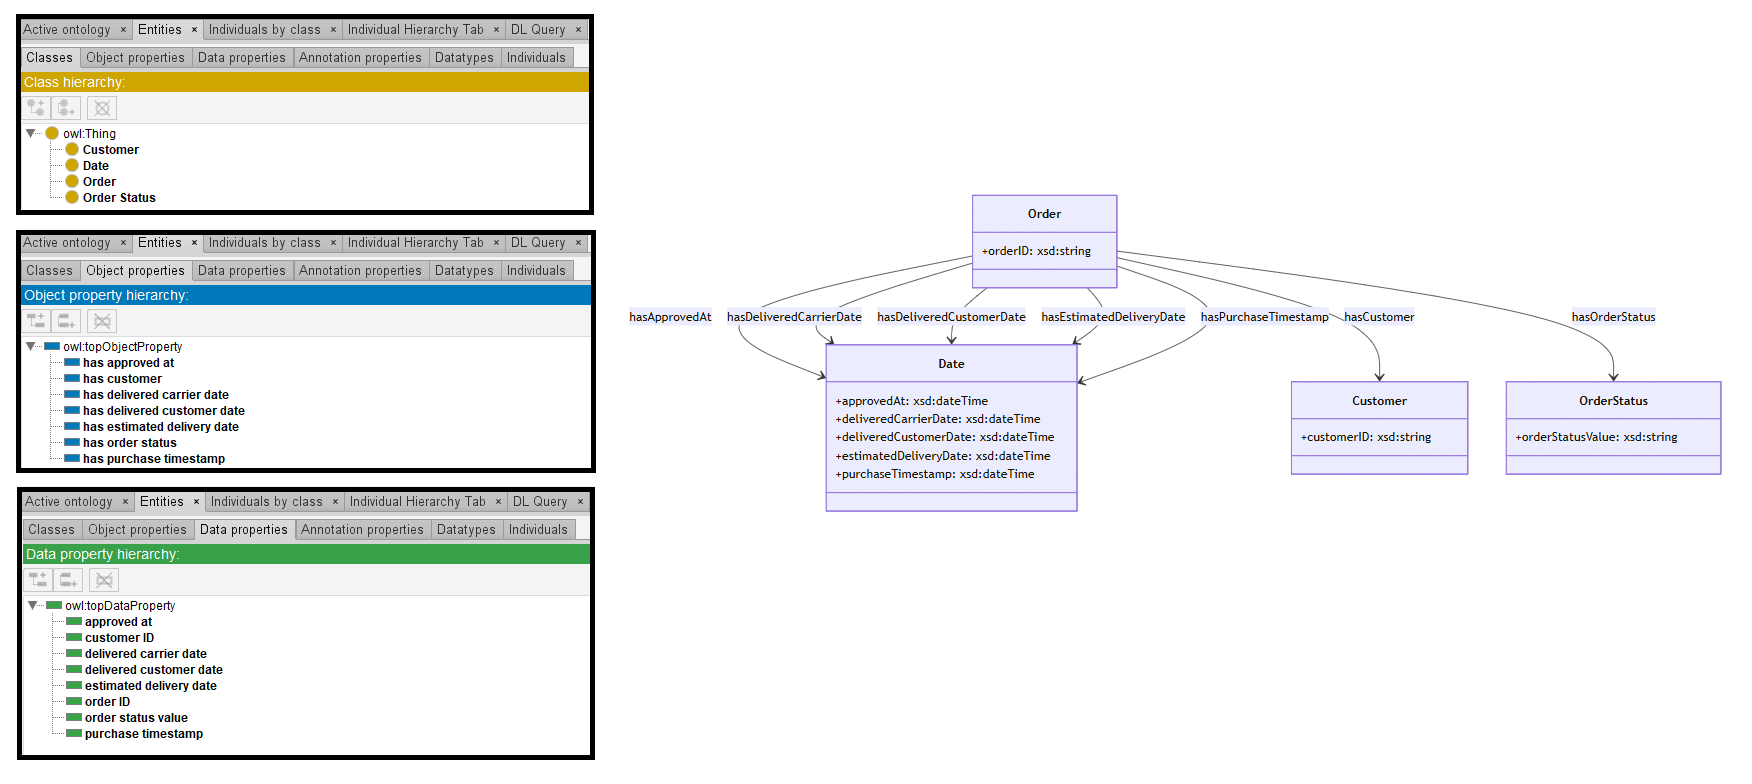 Active ontology × Entities × Individuals by class × Individual Hierarchy Tab × DL Query ×
Classes Object properties Data properties Annotation properties Datatypes Individuals
Class hierarchy:
owl:Thing
Customer
Date
Order
Order Status
Active ontology × Entities × Individuals by class × Individual Hierarchy Tab × DL Query ×
Classes Object properties Data properties Annotation properties Datatypes Individuals
Object property hierarchy:
owl:topObjectProperty
has approved at
has customer
has delivered carrier date
has delivered customer date
has estimated delivery date
has order status
has purchase timestamp
Active ontology × Entities × Individuals by class × Individual Hierarchy Tab × DL Query ×
Classes Object properties Data properties Annotation properties Datatypes Individuals
Data property hierarchy:
owl:topDataProperty
approved at
customer ID
delivered carrier date
delivered customer date
estimated delivery date
order ID
order status value
purchase timestamp
Order
+orderID: xsd:string
hasApprovedAt hasDeliveredCarrierDate hasDeliveredCustomerDate hasEstimatedDeliveryDate hasPurchaseTimestamp hasCustomer hasOrderStatus
Date
+approvedAt: xsd:dateTime
+deliveredCarrierDate: xsd:dateTime
+deliveredCustomerDate: xsd:dateTime
+estimatedDeliveryDate: xsd:dateTime
+purchaseTimestamp: xsd:dateTime
Customer
+customerID: xsd:string
OrderStatus
+orderStatusValue: xsd:string